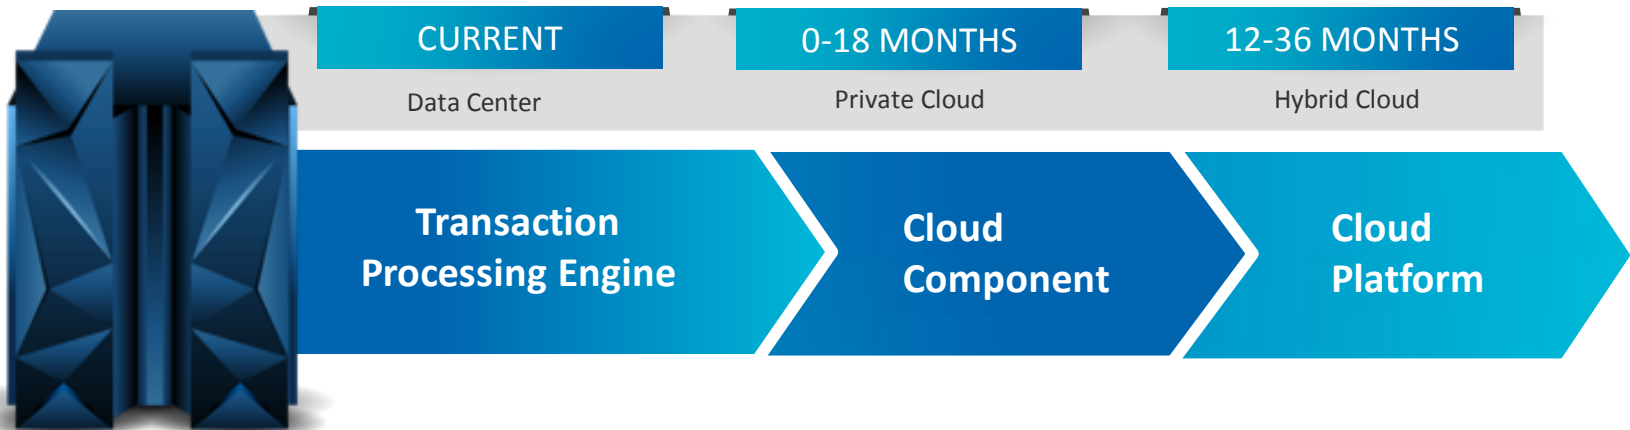 CURRENT
0-18 MONTHS
12-36 MONTHS
Data Center
Private Cloud
Hybrid Cloud
Transaction
Processing Engine
Cloud
Component
Cloud
Platform